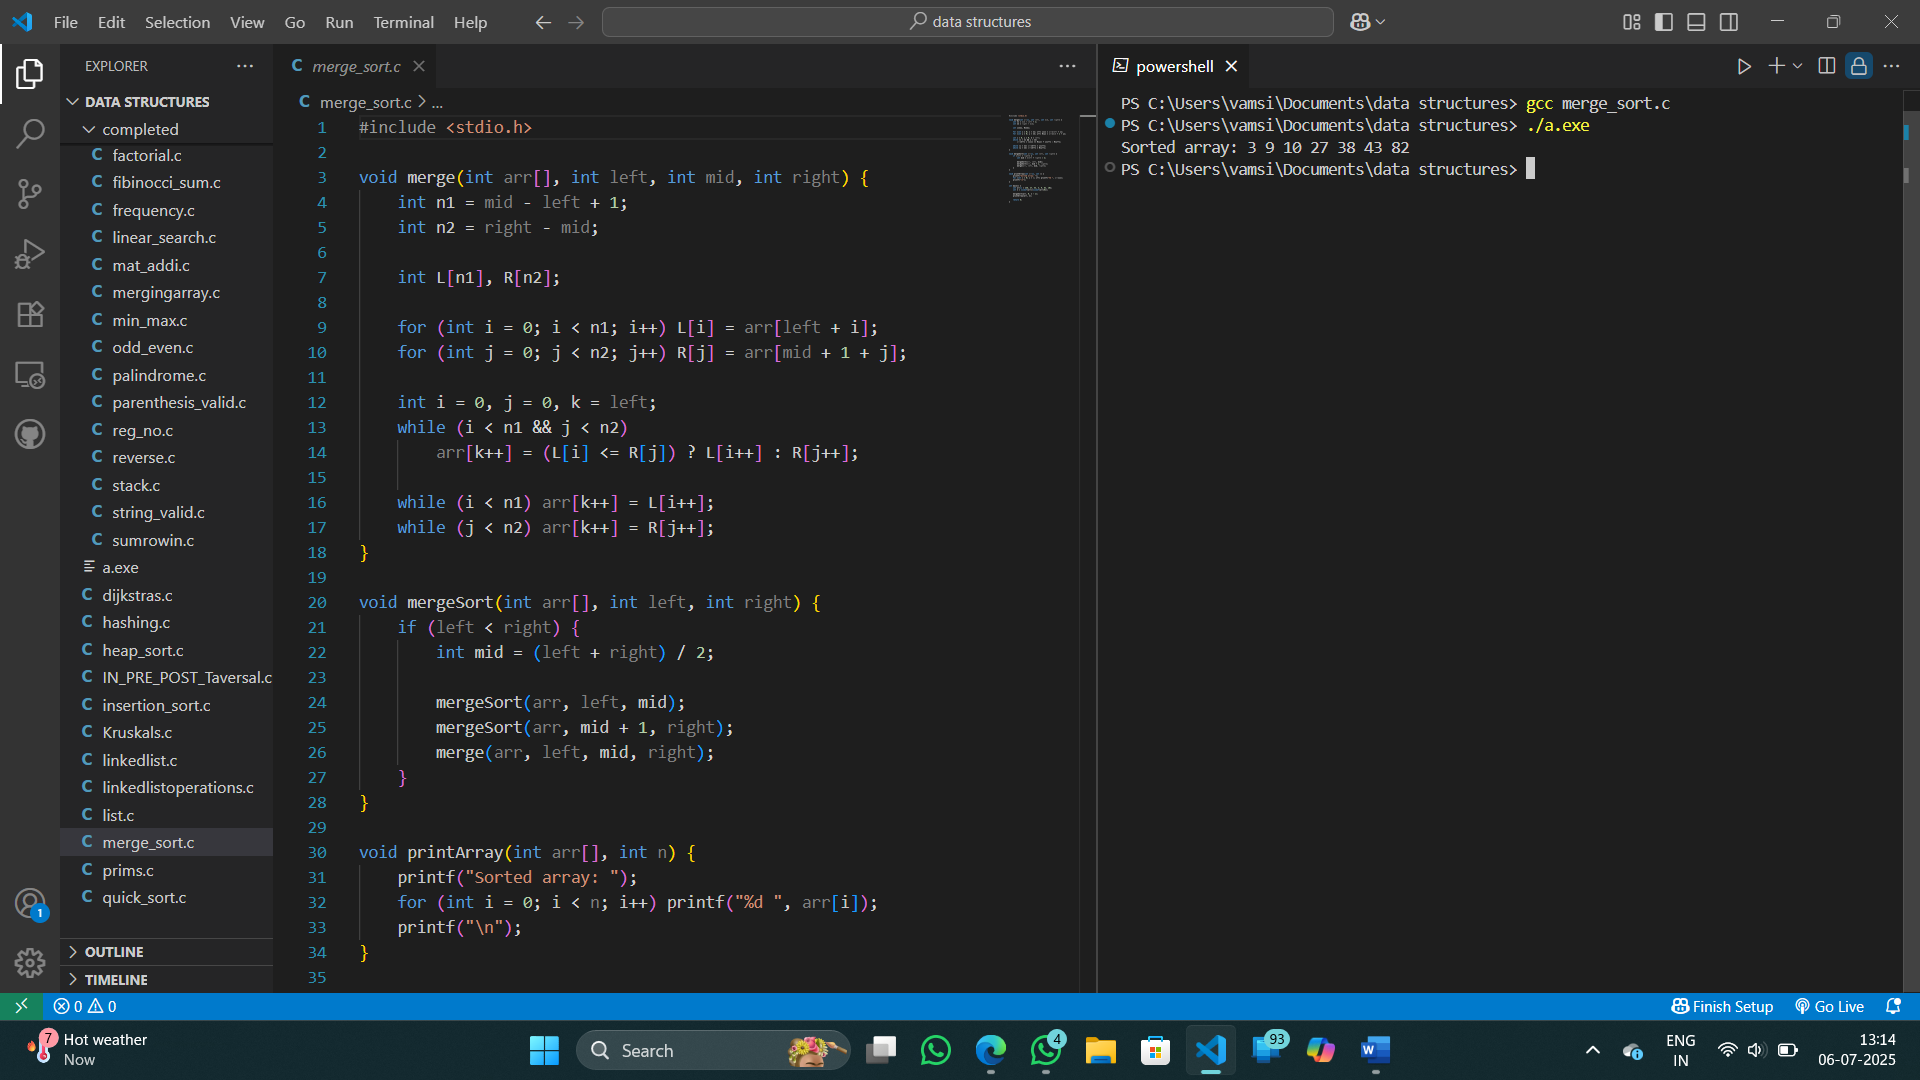 File Edit Selection View Go Run Terminal Help
data structures
EXPLORER
DATA STRUCTURES
completed
C factorial.c
C fibinocci_sum.c
C frequency.c
C linear_search.c
C mat_addi.c
C mergingarray.c
C min_max.c
C odd_even.c
C palindrome.c
C parenthesis_valid.c
C reg_no.c
C reverse.c
C stack.c
C string_valid.c
C sumrowin.c
a.exe
C dijkstras.c
C hashing.c
C heap_sort.c
C IN_PRE_POST_Taversal.c
C insertion_sort.c
C Kruskals.c
C linkedlist.c
C linkedlistoperations.c
C list.c
C merge_sort.c
C prims.c
C quick_sort.c
OUTLINE
TIMELINE
C merge_sort.c
C merge_sort.c > ...
1 #include <stdio.h>
2
3 void merge(int arr[], int left, int mid, int right) {
4     int n1 = mid - left + 1;
5     int n2 = right - mid;
6
7     int L[n1], R[n2];
8
9     for (int i = 0; i < n1; i++) L[i] = arr[left + i];
10     for (int j = 0; j < n2; j++) R[j] = arr[mid + 1 + j];
11
12     int i = 0, j = 0, k = left;
13     while (i < n1 && j < n2)
14         arr[k++] = (L[i] <= R[j]) ? L[i++] : R[j++];
15
16     while (i < n1) arr[k++] = L[i++];
17     while (j < n2) arr[k++] = R[j++];
18 }
19
20 void mergeSort(int arr[], int left, int right) {
21     if (left < right) {
22         int mid = (left + right) / 2;
23
24         mergeSort(arr, left, mid);
25         mergeSort(arr, mid + 1, right);
26         merge(arr, left, mid, right);
27     }
28 }
29
30 void printArray(int arr[], int n) {
31     printf("Sorted array: ");
32     for (int i = 0; i < n; i++) printf("%d ", arr[i]);
33     printf("\n");
34 }
35
powershell
PS C:\Users\vamsi\Documents\data structures> gcc merge_sort.c
PS C:\Users\vamsi\Documents\data structures> ./a.exe
Sorted array: 3 9 10 27 38 43 82
PS C:\Users\vamsi\Documents\data structures>
1
0 0
Finish Setup
Go Live
7
Hot weather
Now
Search
4
93
ENG
IN
13:14
06-07-2025